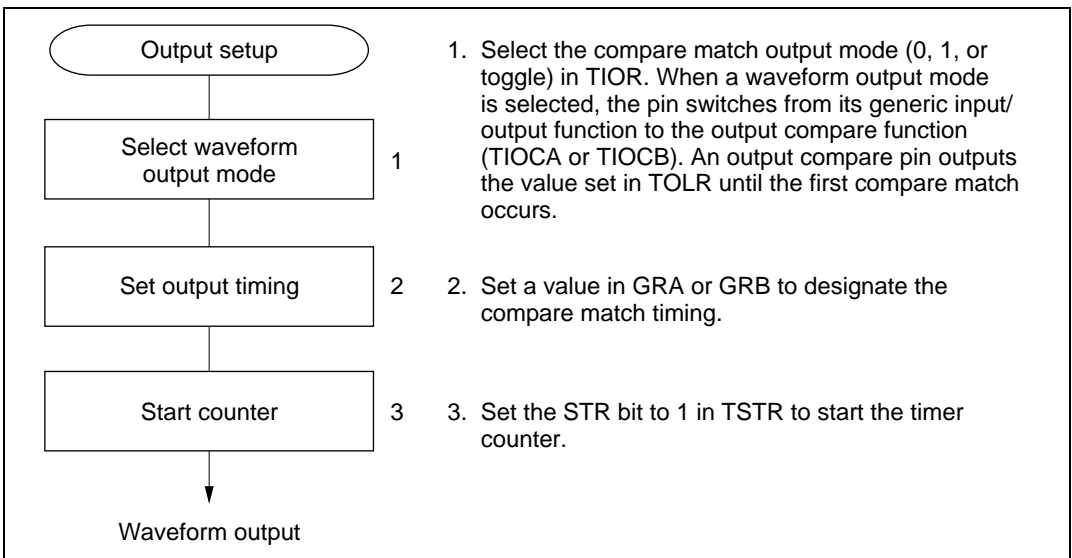 Output setup
Select waveform
output mode
1
Set output timing
2
Start counter
3
Waveform output
1. Select the compare match output mode (0, 1, or
toggle) in TIOR. When a waveform output mode
is selected, the pin switches from its generic input/
output function to the output compare function
(TIOCA or TIOCB). An output compare pin outputs
the value set in TOLR until the first compare match
occurs.
2. Set a value in GRA or GRB to designate the
compare match timing.
3. Set the STR bit to 1 in TSTR to start the timer
counter.